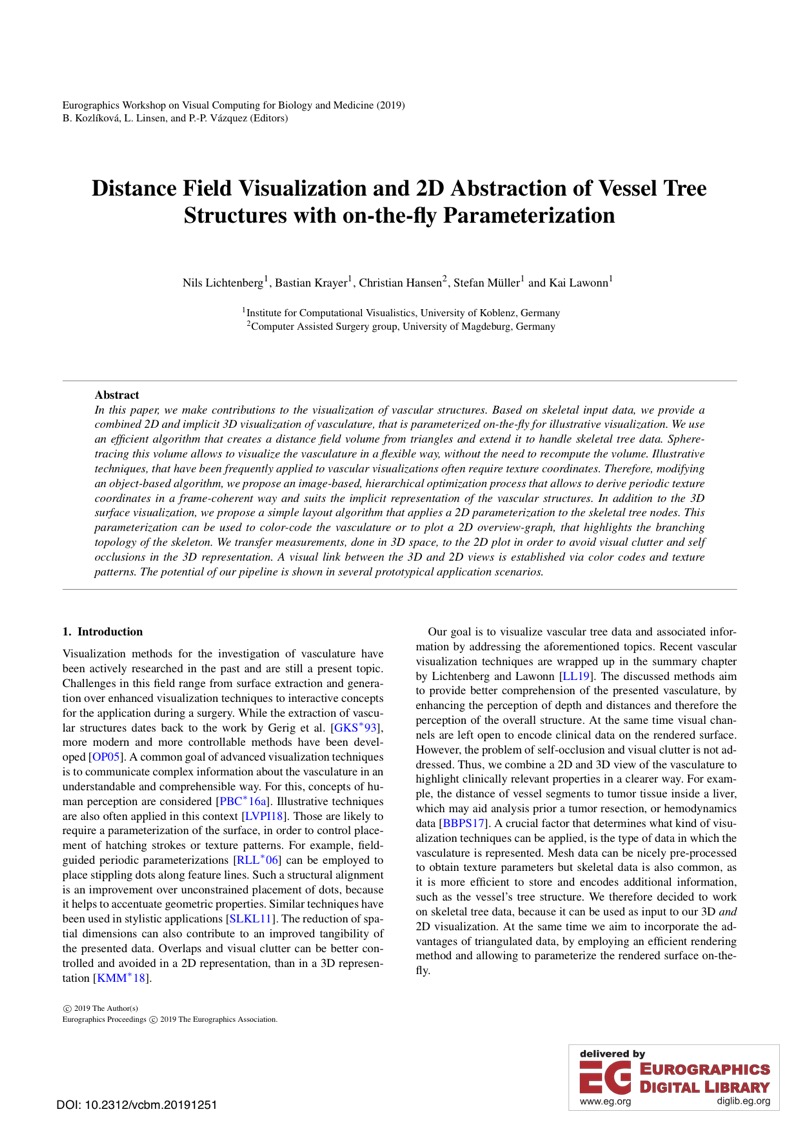 Eurographics Workshop on Visual Computing for Biology and Medicine (2019)
B. Kozlíková, L. Linsen, and P.-P. Vázquez (Editors)
Distance Field Visualization and 2D Abstraction of Vessel Tree
Structures with on-the-fly Parameterization
Nils Lichtenberg1, Bastian Krayer1, Christian Hansen2, Stefan Müller1 and Kai Lawonn1
1Institute for Computational Visualistics, University of Koblenz, Germany
2Computer Assisted Surgery group, University of Magdeburg, Germany
Abstract
In this paper, we make contributions to the visualization of vascular structures. Based on skeletal input data, we provide a
combined 2D and implicit 3D visualization of vasculature, that is parameterized on-the-fly for illustrative visualization. We use
an efficient algorithm that creates a distance field volume from triangles and extend it to handle skeletal tree data. Sphere-
tracing this volume allows to visualize the vasculature in a flexible way, without the need to recompute the volume. Illustrative
techniques, that have been frequently applied to vascular visualizations often require texture coordinates. Therefore, modifying
an object-based algorithm, we propose an image-based, hierarchical optimization process that allows to derive periodic texture
coordinates in a frame-coherent way and suits the implicit representation of the vascular structures. In addition to the 3D
surface visualization, we propose a simple layout algorithm that applies a 2D parameterization to the skeletal tree nodes. This
parameterization can be used to color-code the vasculature or to plot a 2D overview-graph, that highlights the branching
topology of the skeleton. We transfer measurements, done in 3D space, to the 2D plot in order to avoid visual clutter and self
occlusions in the 3D representation. A visual link between the 3D and 2D views is established via color codes and texture
patterns. The potential of our pipeline is shown in several prototypical application scenarios.
1. Introduction
Visualization methods for the investigation of vasculature have
been actively researched in the past and are still a present topic.
Challenges in this field range from surface extraction and genera-
tion over enhanced visualization techniques to interactive concepts
for the application during a surgery. While the extraction of vascu-
lar structures dates back to the work by Gerig et al. [GKS*93],
more modern and more controllable methods have been devel-
oped [OP05]. A common goal of advanced visualization techniques
is to communicate complex information about the vasculature in an
understandable and comprehensible way. For this, concepts of hu-
man perception are considered [PBC*16a]. Illustrative techniques
are also often applied in this context [LVPI18]. Those are likely to
require a parameterization of the surface, in order to control place-
ment of hatching strokes or texture patterns. For example, field-
guided periodic parameterizations [RLL*06] can be employed to
place stippling dots along feature lines. Such a structural alignment
is an improvement over unconstrained placement of dots, because
it helps to accentuate geometric properties. Similar techniques have
been used in stylistic applications [SLKL11]. The reduction of spa-
tial dimensions can also contribute to an improved tangibility of
the presented data. Overlaps and visual clutter can be better con-
trolled and avoided in a 2D representation, than in a 3D represen-
tation [KMM*18].
Our goal is to visualize vascular tree data and associated infor-
mation by addressing the aforementioned topics. Recent vascular
visualization techniques are wrapped up in the summary chapter
by Lichtenberg and Lawonn [LL19]. The discussed methods aim
to provide better comprehension of the presented vasculature, by
enhancing the perception of depth and distances and therefore the
perception of the overall structure. At the same time visual chan-
nels are left open to encode clinical data on the rendered surface.
However, the problem of self-occlusion and visual clutter is not ad-
dressed. Thus, we combine a 2D and 3D view of the vasculature to
highlight clinically relevant properties in a clearer way. For exam-
ple, the distance of vessel segments to tumor tissue inside a liver,
which may aid analysis prior a tumor resection, or hemodynamics
data [BBPS17]. A crucial factor that determines what kind of visu-
alization techniques can be applied, is the type of data in which the
vasculature is represented. Mesh data can be nicely pre-processed
to obtain texture parameters but skeletal data is also common, as
it is more efficient to store and encodes additional information,
such as the vessel's tree structure. We therefore decided to work
on skeletal tree data, because it can be used as input to our 3D and
2D visualization. At the same time we aim to incorporate the ad-
vantages of triangulated data, by employing an efficient rendering
method and allowing to parameterize the rendered surface on-the-
fly.
© 2019 The Author(s)
Eurographics Proceedings © 2019 The Eurographics Association.
delivered by
EG EUROGRAPHICS
DIGITAL LIBRARY
www.eg.org diglib.eg.org
DOI: 10.2312/vcbm.20191251